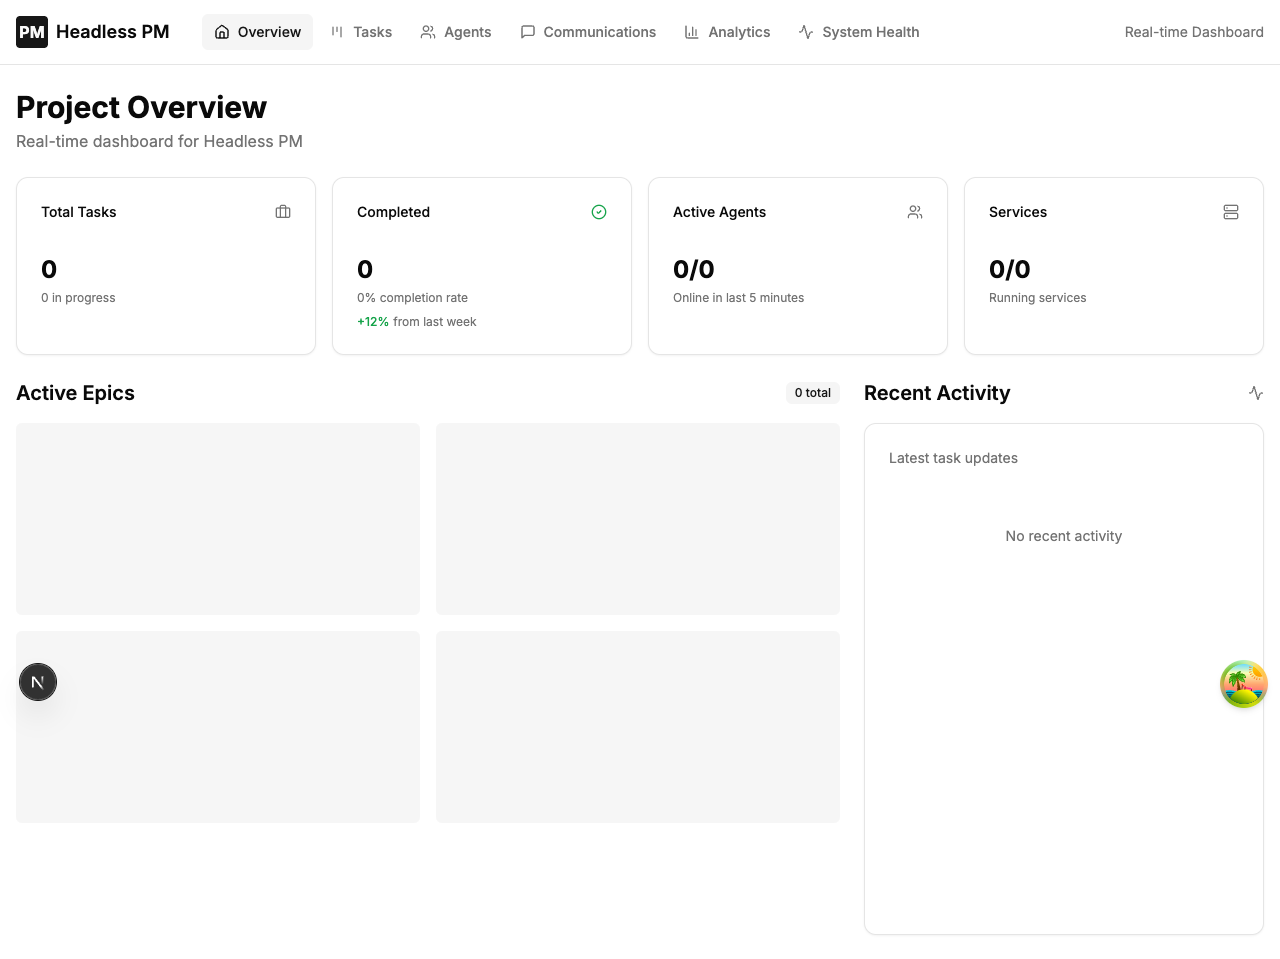 PM Headless PM Overview Tasks Agents Communications Analytics System Health Real-time Dashboard
Project Overview
Real-time dashboard for Headless PM
Total Tasks
0
0 in progress
Completed
0
0% completion rate
+12% from last week
Active Agents
0/0
Online in last 5 minutes
Services
0/0
Running services
Active Epics
0 total
Recent Activity
Latest task updates
No recent activity
N